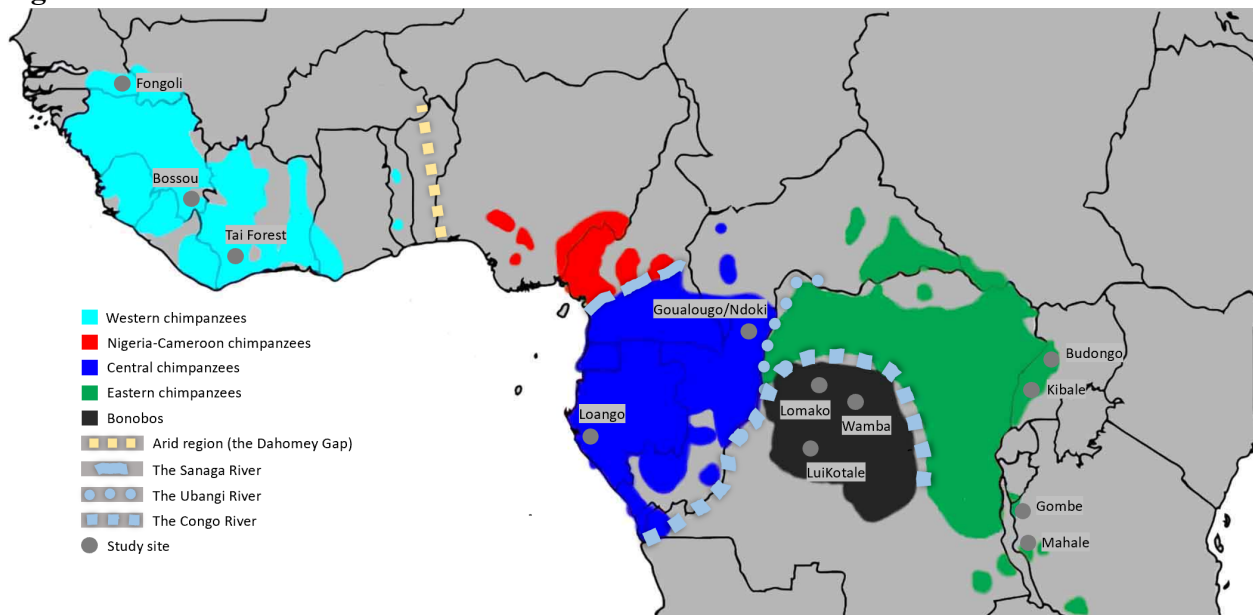 Fongoli
Bossou
Tai Forest
Goualougo/Ndoki
Budongo
Kibale
Lomako
Wamba
Loango
LuiKotale
Gombe
Mahale
Western chimpanzees
Nigeria-Cameroon chimpanzees
Central chimpanzees
Eastern chimpanzees
Bonobos
Arid region (the Dahomey Gap)
The Sanaga River
The Ubangi River
The Congo River
Study site